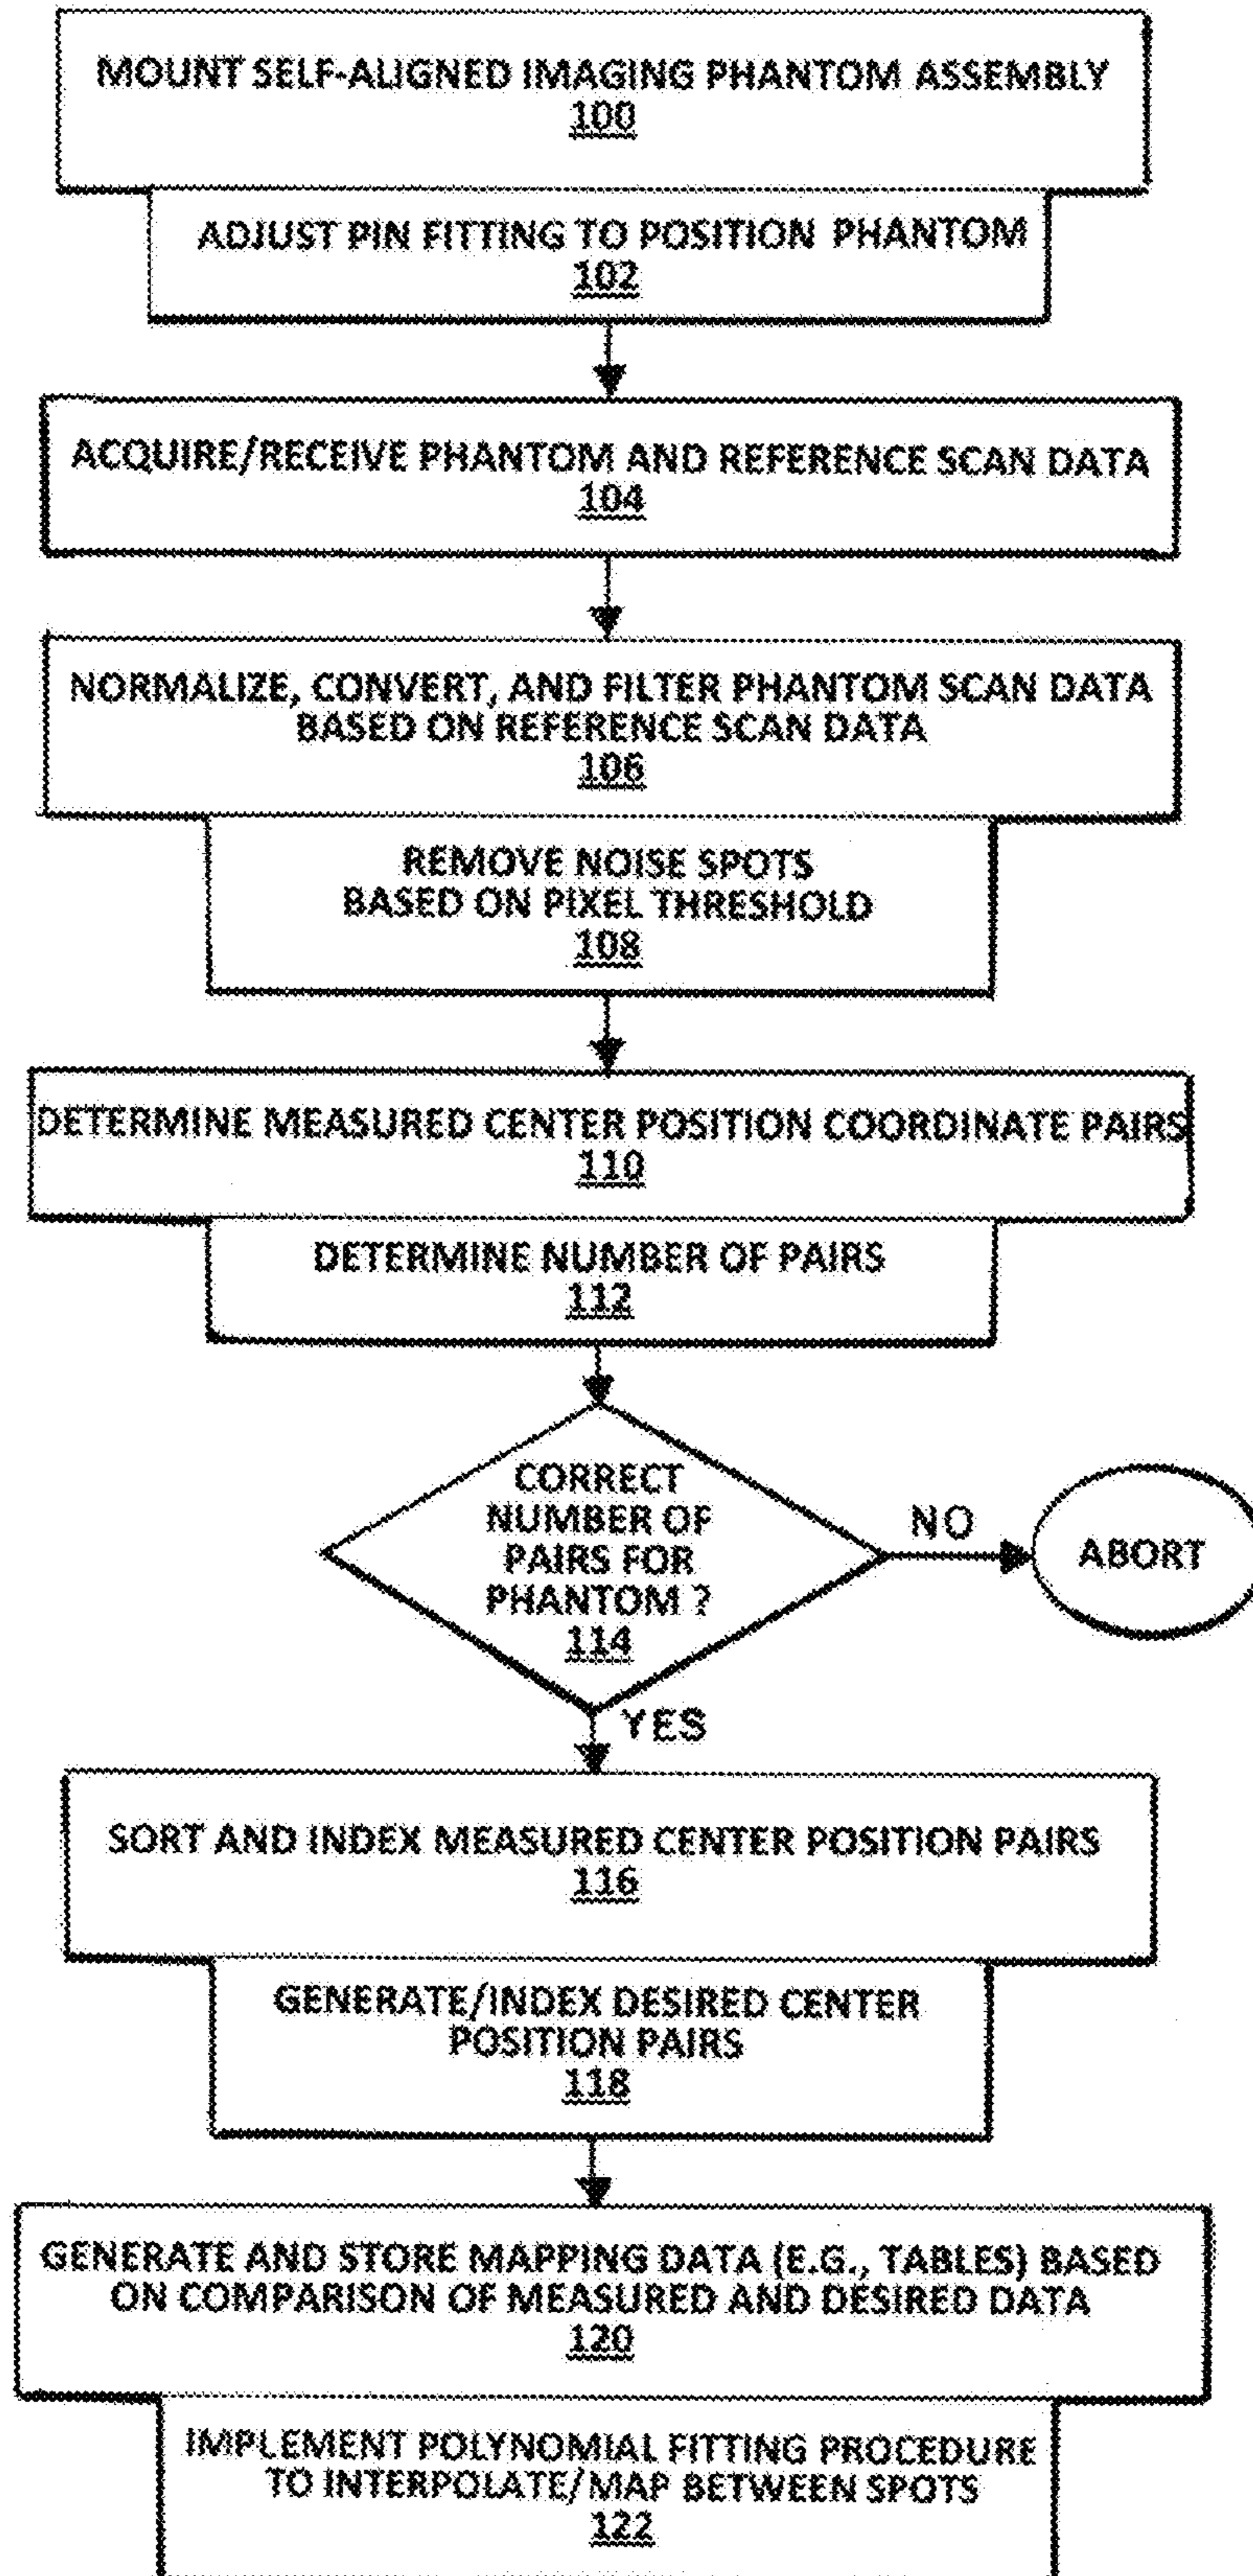 MOUNT SELF-ALIGNED IMAGING PHANTOM ASSEMBLY
100
ADJUST PIN FITTING TO POSITION PHANTOM
102
ACQUIRE/RECEIVE PHANTOM AND REFERENCE SCAN DATA
104
NORMALIZE, CONVERT, AND FILTER PHANTOM SCAN DATA
BASED ON REFERENCE SCAN DATA
106
REMOVE NOISE SPOTS
BASED ON PIXEL THRESHOLD
108
DETERMINE MEASURED CENTER POSITION COORDINATE PAIRS
110
DETERMINE NUMBER OF PAIRS
112
CORRECT
NUMBER OF
PAIRS FOR
PHANTOM ?
114
NO
ABORT
YES
SORT AND INDEX MEASURED CENTER POSITION PAIRS
116
GENERATE/INDEX DESIRED CENTER
POSITION PAIRS
118
GENERATE AND STORE MAPPING DATA (E.G., TABLES) BASED
ON COMPARISON OF MEASURED AND DESIRED DATA
120
IMPLEMENT POLYNOMIAL FITTING PROCEDURE
TO INTERPOLATE/MAP BETWEEN SPOTS
122